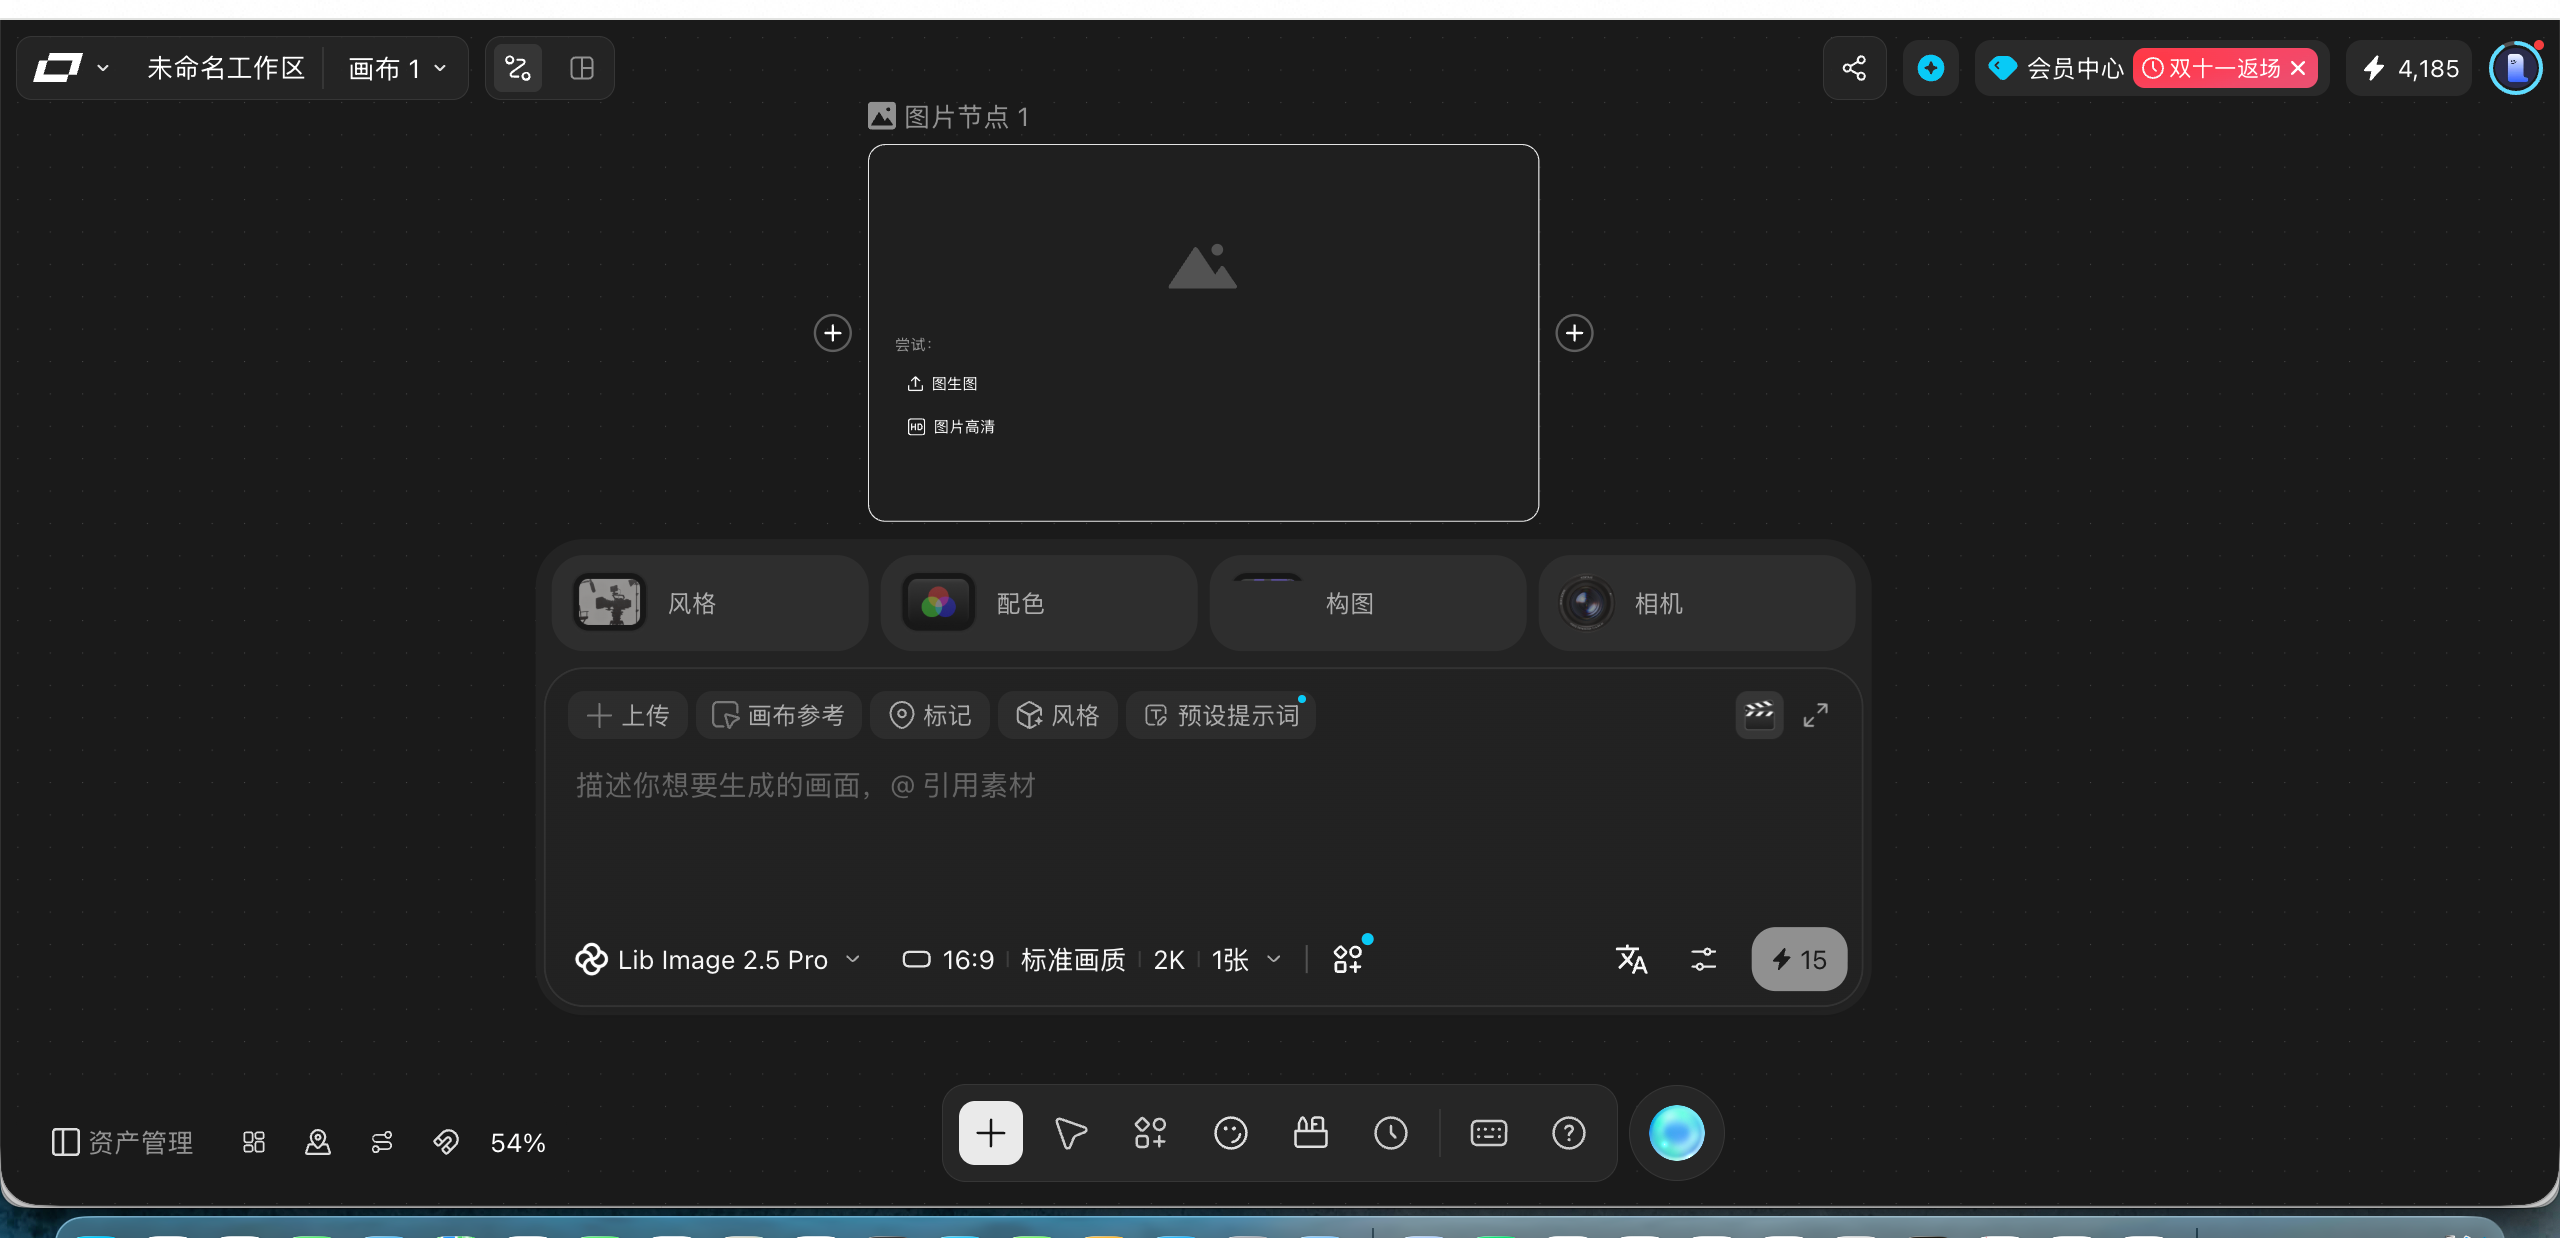 未命名工作区 画布 1
会员中心 双十一返场 4,185
图片节点 1
尝试:
图生图
HD 图片高清
风格 配色 构图 相机
上传 画布参考 标记 风格 预设提示词
描述你想要生成的画面，@ 引用素材
Lib Image 2.5 Pro 16:9 标准画质 2K 1张 15
资产管理 54%